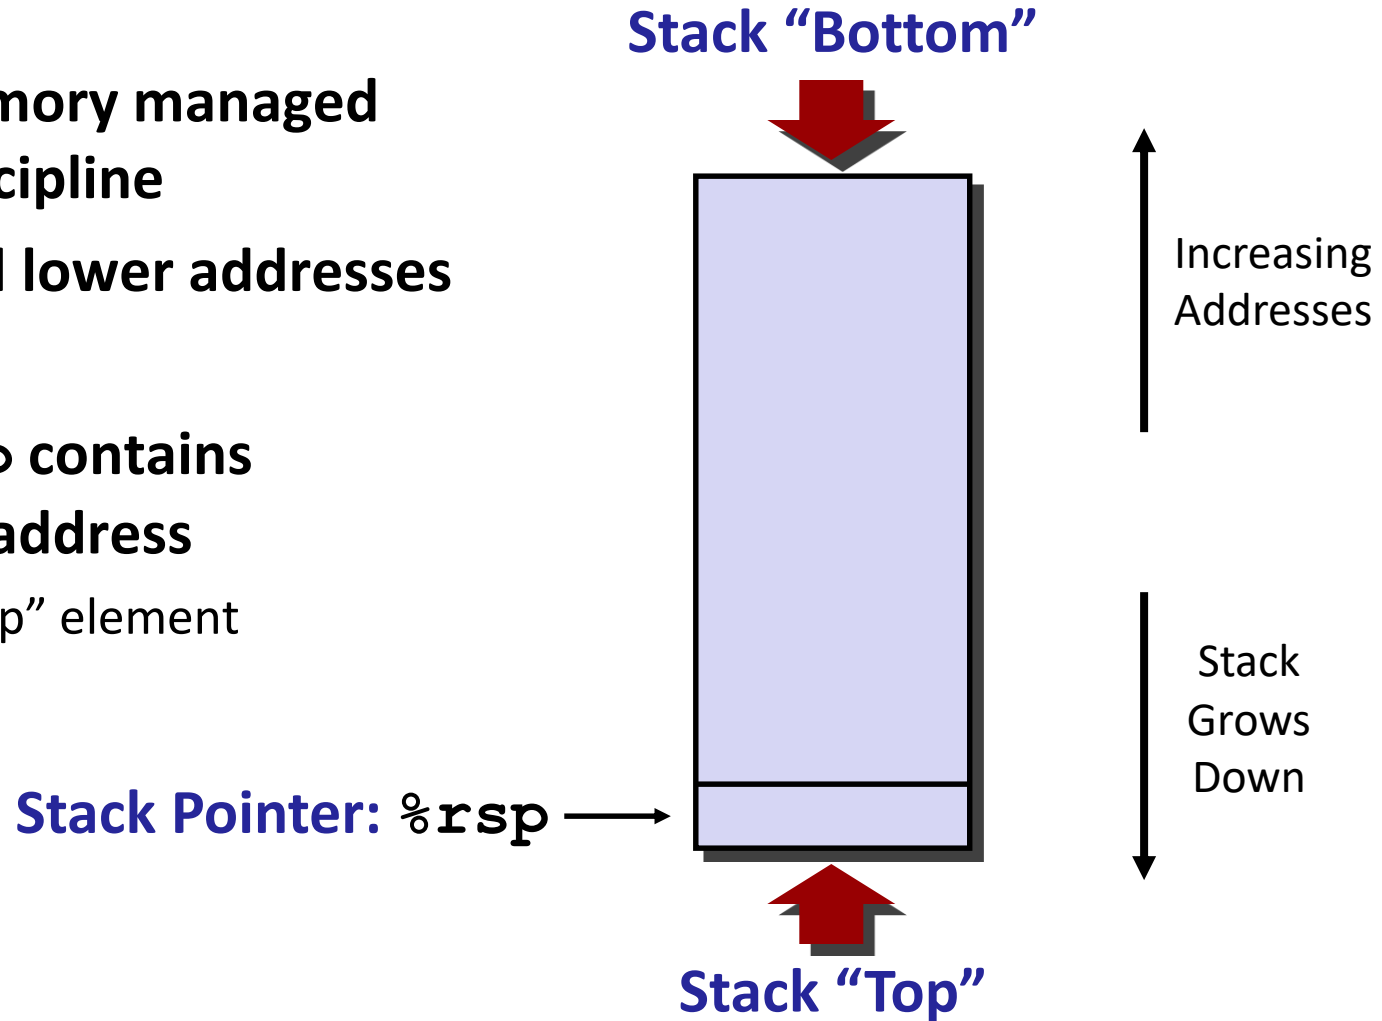 Stack “Bottom”
mory managed
cipline
lower addresses
contains
address
p” element
Increasing
Addresses
Stack
Grows
Down
Stack Pointer: %rsp
Stack “Top”